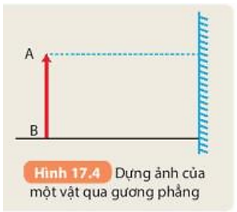 A
B
Hình 17.4 Dựng ảnh của
một vật qua gương phẳng